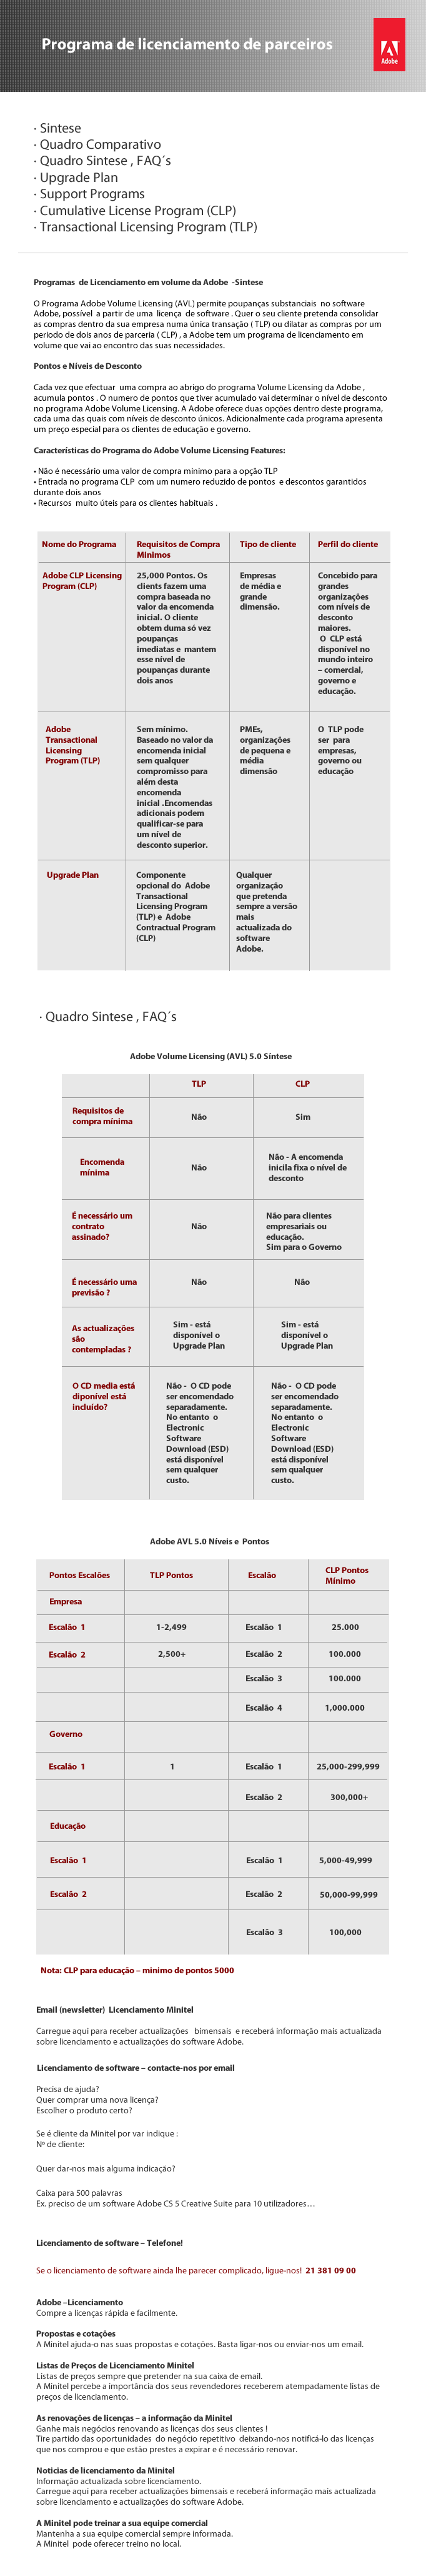 Programa de licenciamento de parceiros
Adobe
· Sintese
· Quadro Comparativo
· Quadro Sintese , FAQ´s
· Upgrade Plan
· Support Programs
· Cumulative License Program (CLP)
· Transactional Licensing Program (TLP)
Programas de Licenciamento em volume da Adobe -Sintese
O Programa Adobe Volume Licensing (AVL) permite poupanças substanciais no software
Adobe, possível a partir de uma licença de software . Quer o seu cliente pretenda consolidar
as compras dentro da sua empresa numa única transação ( TLP) ou dilatar as compras por um
periodo de dois anos de parceria ( CLP) , a Adobe tem um programa de licenciamento em
volume que vai ao encontro das suas necessidades.
Pontos e Níveis de Desconto
Cada vez que efectuar uma compra ao abrigo do programa Volume Licensing da Adobe ,
acumula pontos . O numero de pontos que tiver acumulado vai determinar o nível de desconto
no programa Adobe Volume Licensing. A Adobe oferece duas opções dentro deste programa,
cada uma das quais com níveis de desconto únicos. Adicionalmente cada programa apresenta
um preço especial para os clientes de educação e governo.
Características do Programa do Adobe Volume Licensing Features:
• Não é necessário uma valor de compra minimo para a opção TLP
• Entrada no programa CLP com um numero reduzido de pontos e descontos garantidos
durante dois anos
• Recursos muito úteis para os clientes habituais .
Nome do Programa
Requisitos de Compra
Minimos
Tipo de cliente
Perfil do cliente
Adobe CLP Licensing
Program (CLP)
25,000 Pontos. Os
clients fazem uma
compra baseada no
valor da encomenda
inicial. O cliente
obtem duma só vez
poupanças
imediatas e mantem
esse nível de
poupanças durante
dois anos
Empresas
de média e
grande
dimensão.
Concebido para
grandes
organizações
com níveis de
desconto
maiores.
O CLP está
disponível no
mundo inteiro
– comercial,
governo e
educação.
Adobe
Transactional
Licensing
Program (TLP)
Sem mínimo.
Baseado no valor da
encomenda inicial
sem qualquer
compromisso para
além desta
encomenda
inicial .Encomendas
adicionais podem
qualificar-se para
um nível de
desconto superior.
PMEs,
organizações
de pequena e
média
dimensão
O TLP pode
ser para
empresas,
governo ou
educação
Upgrade Plan
Componente
opcional do Adobe
Transactional
Licensing Program
(TLP) e Adobe
Contractual Program
(CLP)
Qualquer
organização
que pretenda
sempre a versão
mais
actualizada do
software
Adobe.
· Quadro Sintese , FAQ´s
Adobe Volume Licensing (AVL) 5.0 Síntese
TLP
CLP
Requisitos de
compra mínima
Não
Sim
Encomenda
mínima
Não
Não - A encomenda
inicila fixa o nível de
desconto
É necessário um
contrato
assinado?
Não
Não para clientes
empresariais ou
educação.
Sim para o Governo
É necessário uma
previsão ?
Não
Não
As actualizações
são
contempladas ?
Sim - está
disponível o
Upgrade Plan
Sim - está
disponível o
Upgrade Plan
O CD media está
diponível está
incluído?
Não - O CD pode
ser encomendado
separadamente.
No entanto o
Electronic
Software
Download (ESD)
está disponível
sem qualquer
custo.
Não - O CD pode
ser encomendado
separadamente.
No entanto o
Electronic
Software
Download (ESD)
está disponível
sem qualquer
custo.
Adobe AVL 5.0 Níveis e Pontos
Pontos Escalões
TLP Pontos
Escalão
CLP Pontos
Mínimo
Empresa
Escalão 1
1-2,499
Escalão 1
25.000
Escalão 2
2,500+
Escalão 2
100.000
Escalão 3
100.000
Escalão 4
1,000.000
Governo
Escalão 1
1
Escalão 1
25,000-299,999
Escalão 2
300,000+
Educação
Escalão 1
Escalão 1
5,000-49,999
Escalão 2
Escalão 2
50,000-99,999
Escalão 3
100,000
Nota: CLP para educação – minimo de pontos 5000
Email (newsletter) Licenciamento Minitel
Carregue aqui para receber actualizações bimensais e receberá informação mais actualizada
sobre licenciamento e actualizações do software Adobe.
Licenciamento de software – contacte-nos por email
Precisa de ajuda?
Quer comprar uma nova licença?
Escolher o produto certo?
Se é cliente da Minitel por var indique :
Nº de cliente:
Quer dar-nos mais alguma indicação?
Caixa para 500 palavras
Ex. preciso de um software Adobe CS 5 Creative Suite para 10 utilizadores…
Licenciamento de software – Telefone!
Se o licenciamento de software ainda lhe parecer complicado, ligue-nos! 21 381 09 00
Adobe –Licenciamento
Compre a licenças rápida e facilmente.
Propostas e cotações
A Minitel ajuda-o nas suas propostas e cotações. Basta ligar-nos ou enviar-nos um email.
Listas de Preços de Licenciamento Minitel
Listas de preços sempre que pretender na sua caixa de email.
A Minitel percebe a importância dos seus revendedores receberem atempadamente listas de
preços de licenciamento.
As renovações de licenças – a informação da Minitel
Ganhe mais negócios renovando as licenças dos seus clientes !
Tire partido das oportunidades do negócio repetitivo deixando-nos notificá-lo das licenças
que nos comprou e que estão prestes a expirar e é necessário renovar.
Noticias de licenciamento da Minitel
Informação actualizada sobre licenciamento.
Carregue aqui para receber actualizações bimensais e receberá informação mais actualizada
sobre licenciamento e actualizações do software Adobe.
A Minitel pode treinar a sua equipe comercial
Mantenha a sua equipe comercial sempre informada.
A Minitel pode oferecer treino no local.